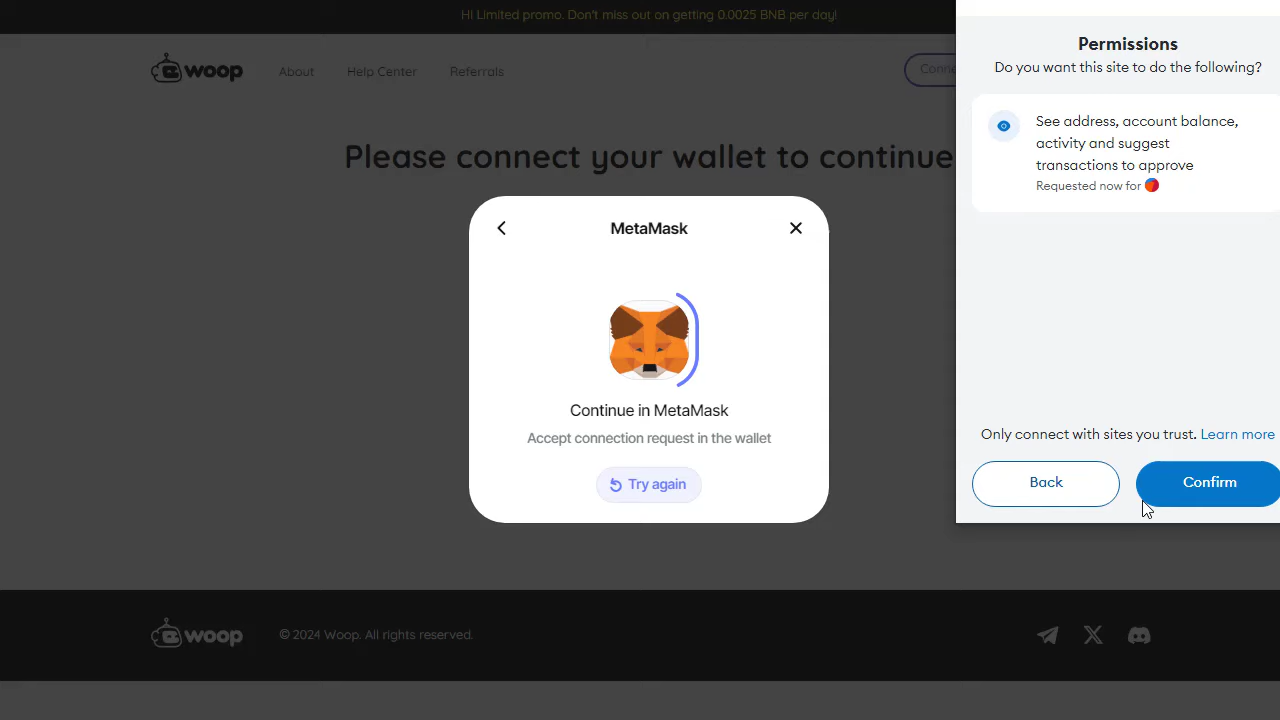 Hi Limited promo. Don't miss out on getting 0.0025 BNB per day!
woop
About
Help Center
Referrals
Conne
Please connect your wallet to continue
MetaMask
Continue in MetaMask
Accept connection request in the wallet
Try again
Permissions
Do you want this site to do the following?
See address, account balance,
activity and suggest
transactions to approve
Requested now for
Only connect with sites you trust. Learn more
Back
Confirm
woop
© 2024 Woop. All rights reserved.